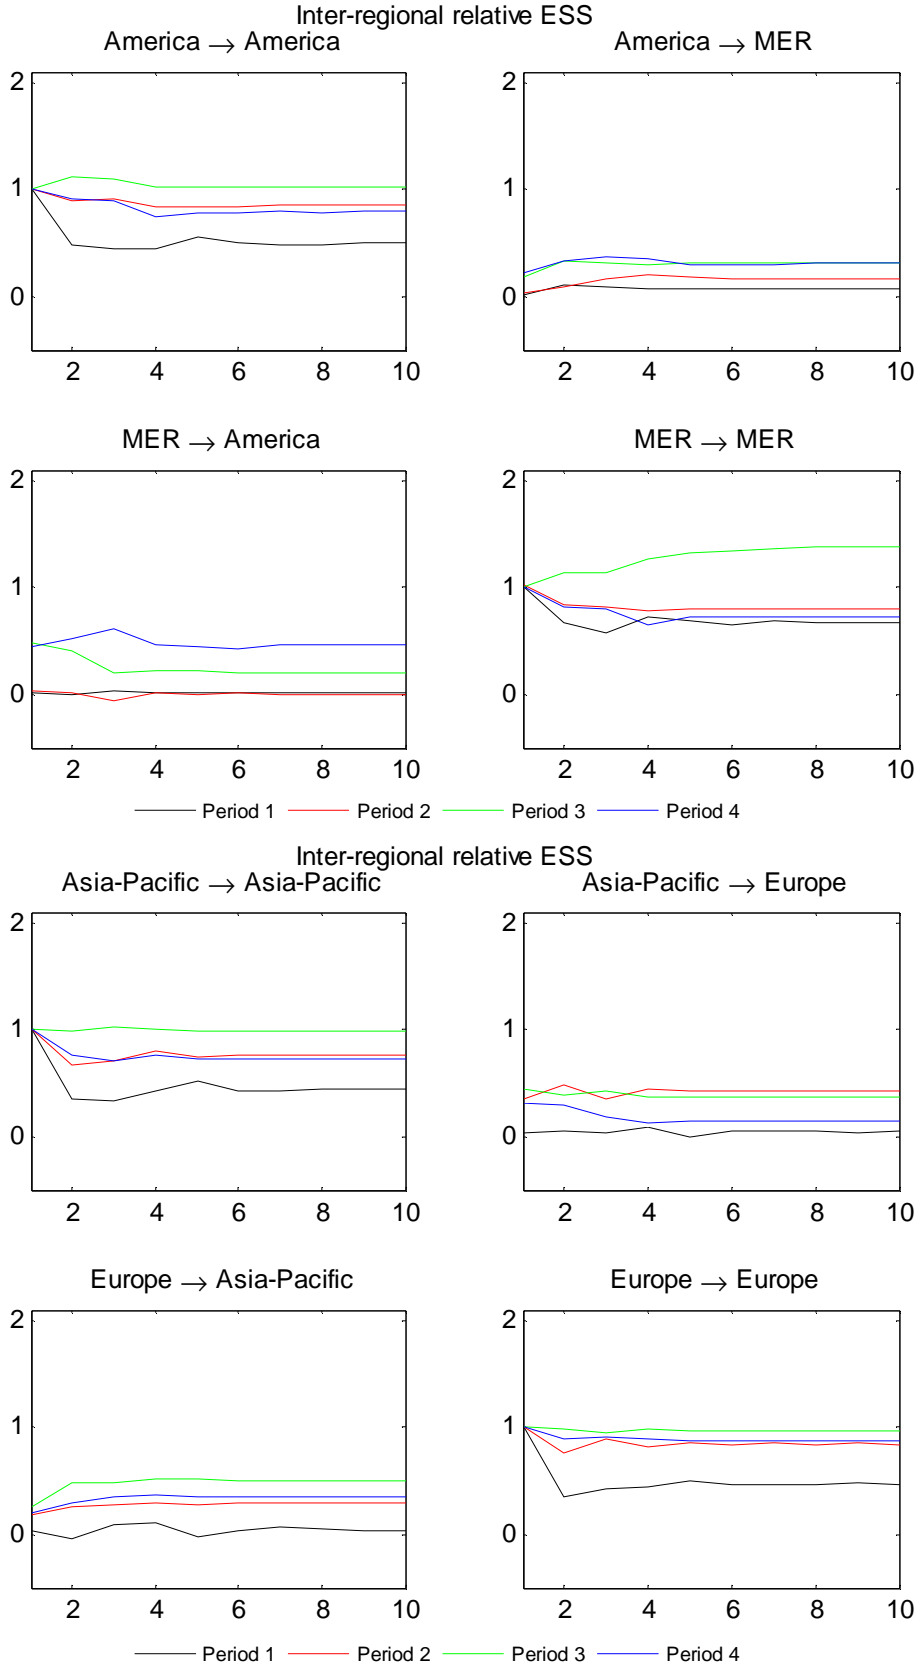 Inter-regional relative ESS
America → America
America → MER
2
1
0
2 4 6 8 10
2
1
0
2 4 6 8 10
MER → America
MER → MER
2
1
0
2 4 6 8 10
2
1
0
2 4 6 8 10
Period 1 Period 2 Period 3 Period 4
Inter-regional relative ESS
Asia-Pacific → Asia-Pacific
Asia-Pacific → Europe
2
1
0
2 4 6 8 10
2
1
0
2 4 6 8 10
Europe → Asia-Pacific
Europe → Europe
2
1
0
2 4 6 8 10
2
1
0
2 4 6 8 10
Period 1 Period 2 Period 3 Period 4